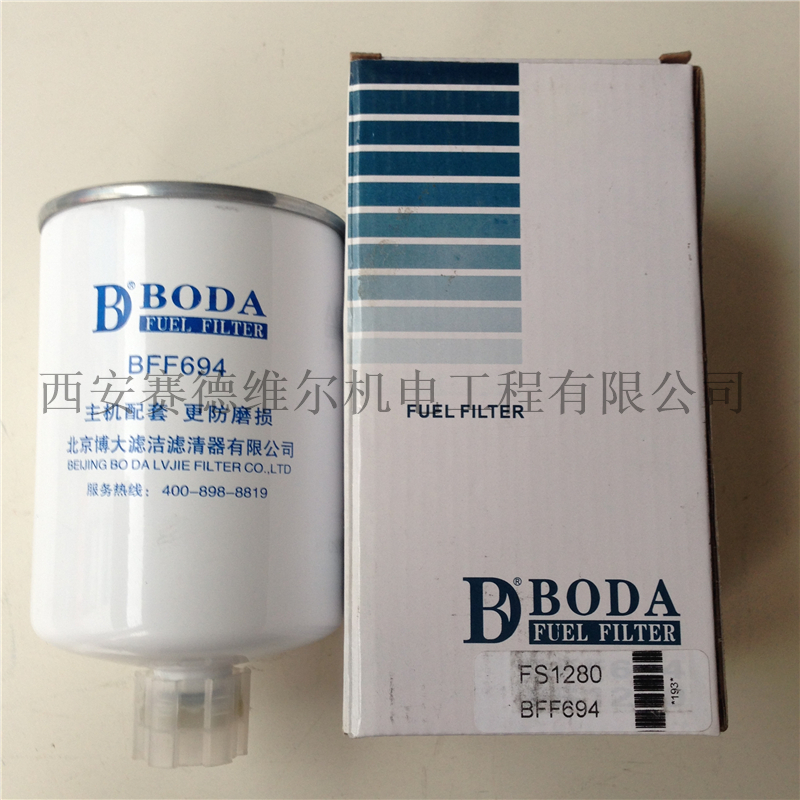 BD® BODA
FUEL FILTER
BFF694
西安赛德维尔机电工程有限公司
主机配套 更防磨损
北京博大滤洁滤清器有限公司
BEIJING BO DA LVJIE FILTER CO.,LTD
服务热线：400-898-8819
FUEL FILTER
BD® BODA
FUEL FILTER
FS1280
BFF694
*193*